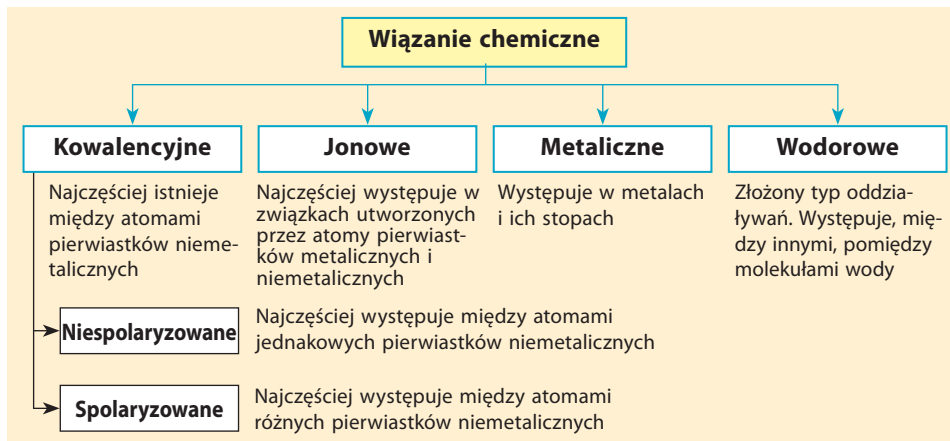 Wiązanie chemiczne
Kowalencyjne
Najczęściej istnieje
między atomami
pierwiastków nieme-
talicznych
Jonowe
Najczęściej występuje w
związkach utworzonych
przez atomy pierwiast-
ków metalicznych i
niemetalicznych
Metaliczne
Występuje w metalach
i ich stopach
Wodorowe
Złożony typ oddzia-
ływań. Występuje, mię-
dzy innymi, pomiędzy
molekułami wody
Niespolaryzowane
Najczęściej występuje między atomami
jednakowych pierwiastków niemetalicznych
Spolaryzowane
Najczęściej występuje między atomami
różnych pierwiastków niemetalicznych